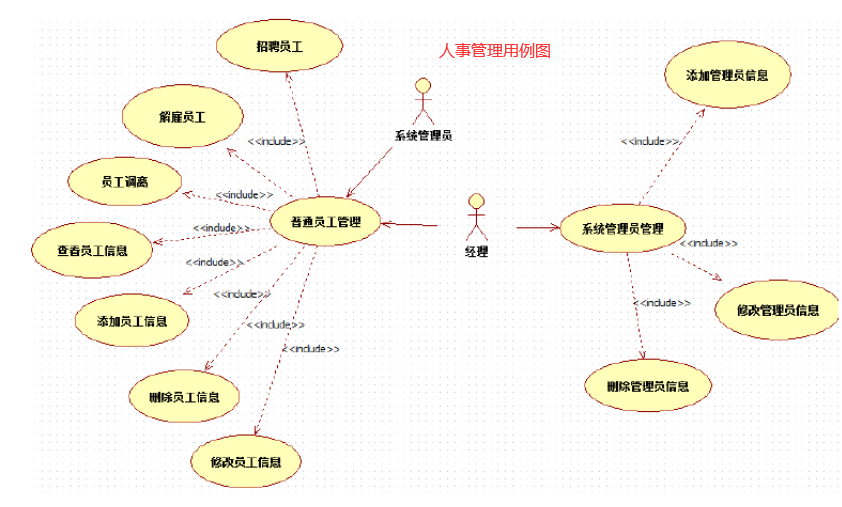 人事管理用例图
招聘员工
添加管理员信息
解雇员工
系统管理员
<<include>>
<<include>>
员工调离
<<include>>
普通员工管理
<<include>>
经理
系统管理员管理
<<include>>
查看员工信息
<<include>>
<<include>>
<<include>>
修改管理员信息
添加员工信息
<<include>>
<<include>>
删除员工信息
删除管理员信息
修改员工信息